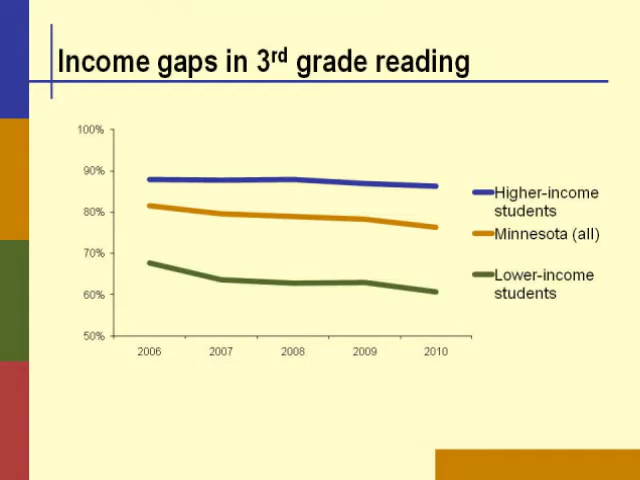 Income gaps in 3rd grade reading
100%
90%
80%
70%
60%
50%
2006 2007 2008 2009 2010
Higher-income
students
Minnesota (all)
Lower-income
students